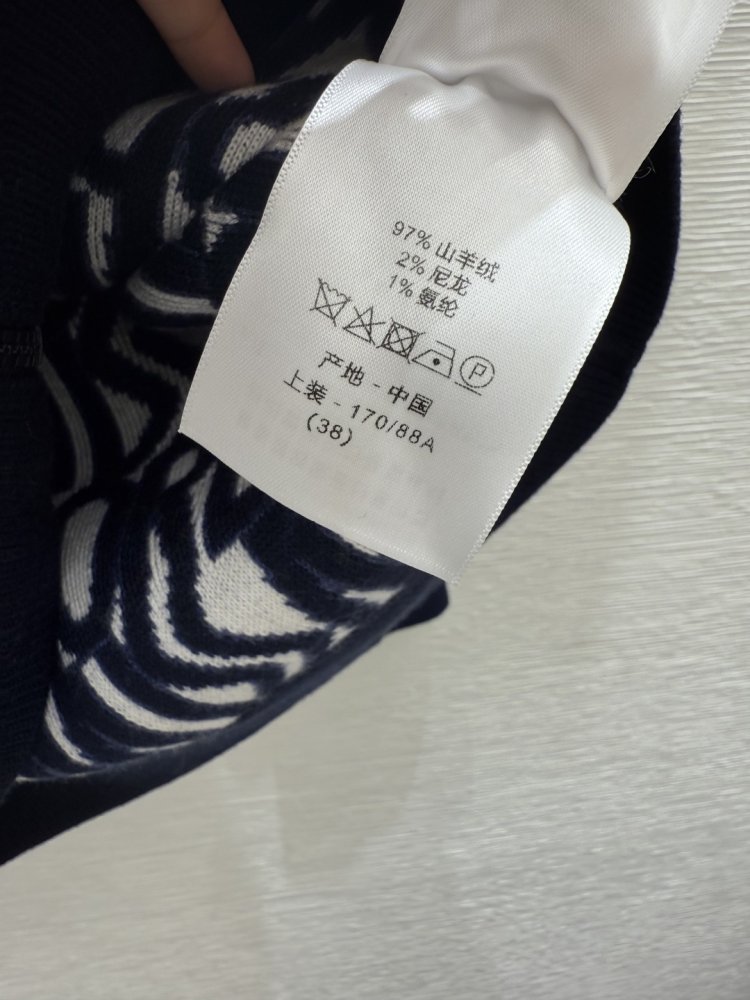 97% 山羊绒
2% 尼龙
1% 氨纶
P
产地 - 中国
上装 - 170/88A
(38)